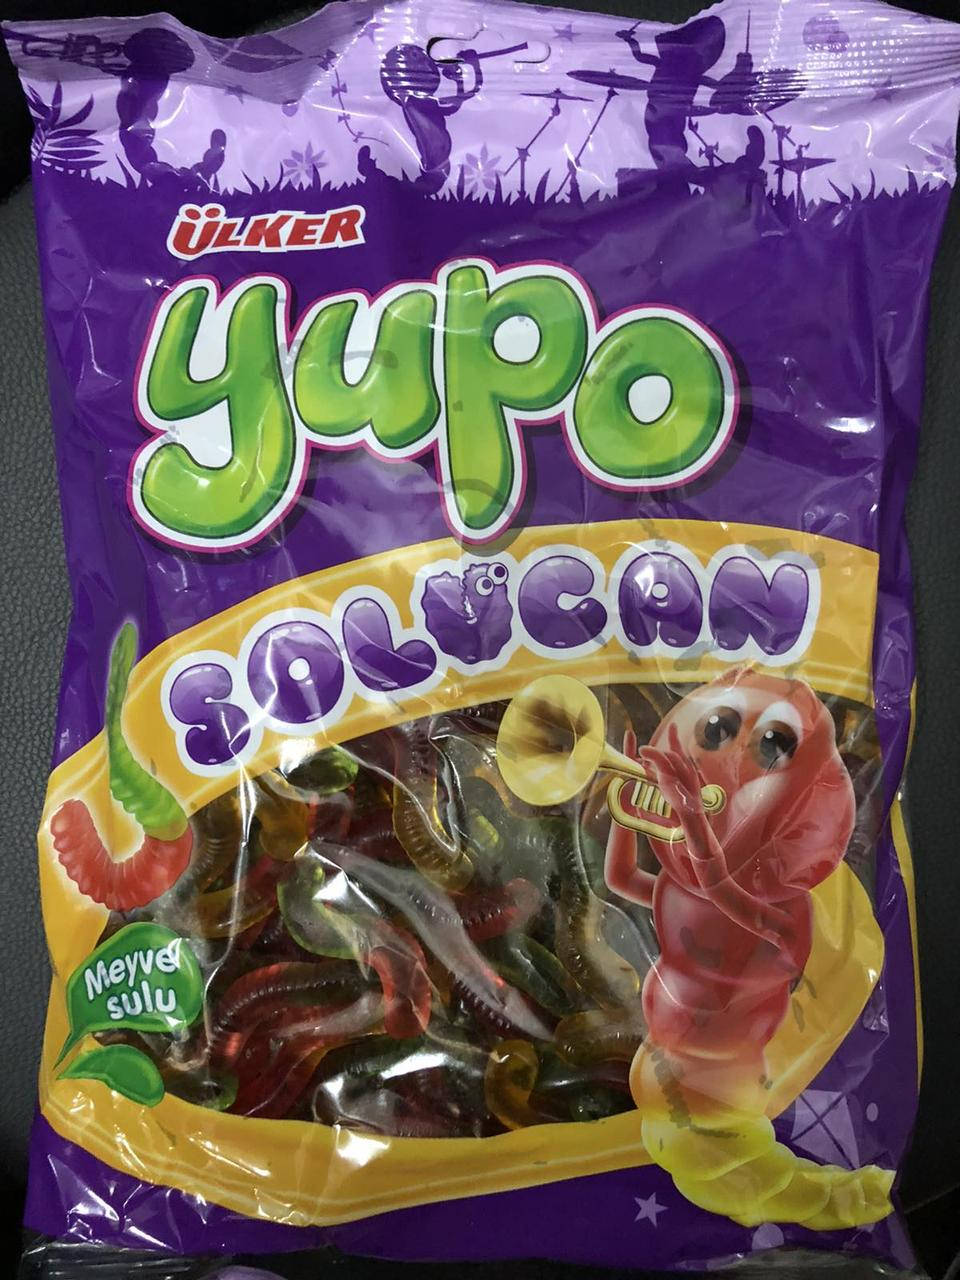 ÜLKER
yupo
SOLUCAN
Meyve
sulu